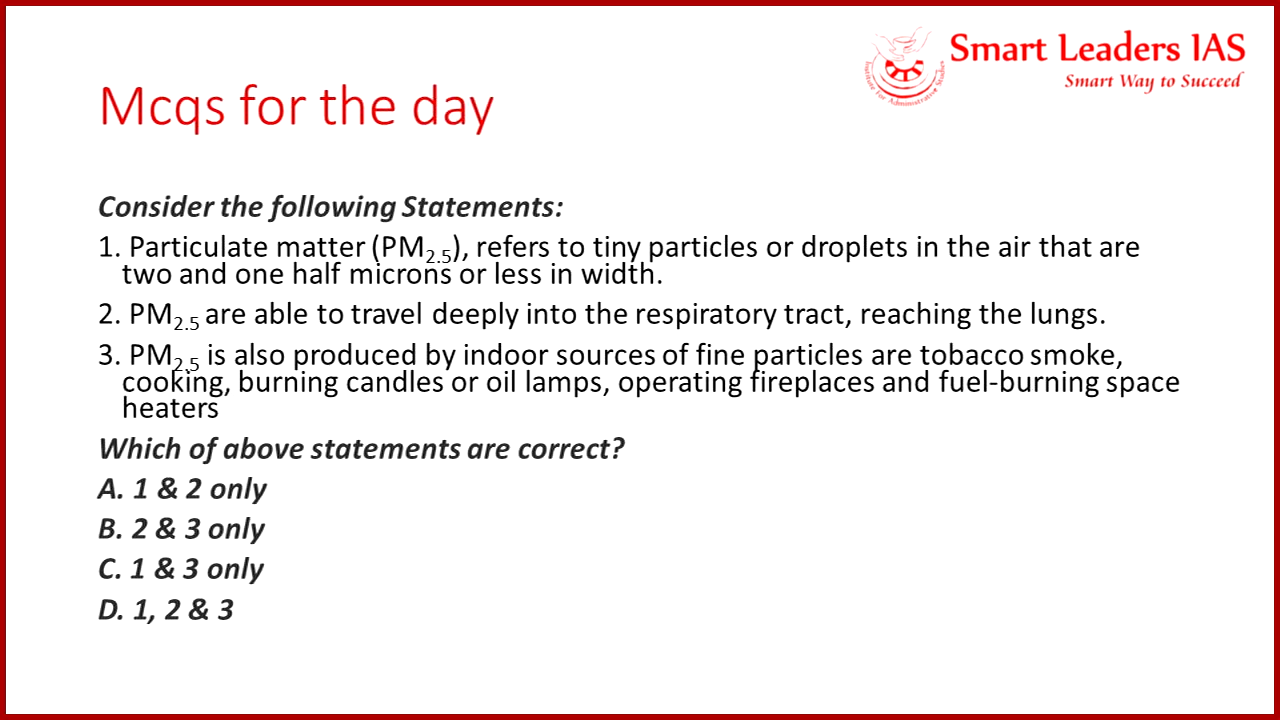 Smart Leaders IAS
Smart Way to Succeed
Institute For Administrative Studies
Mcqs for the day
Consider the following Statements:
1. Particulate matter (PM2.5), refers to tiny particles or droplets in the air that are
two and one half microns or less in width.
2. PM2.5 are able to travel deeply into the respiratory tract, reaching the lungs.
3. PM2.5 is also produced by indoor sources of fine particles are tobacco smoke,
cooking, burning candles or oil lamps, operating fireplaces and fuel-burning space
heaters
Which of above statements are correct?
A. 1 & 2 only
B. 2 & 3 only
C. 1 & 3 only
D. 1, 2 & 3